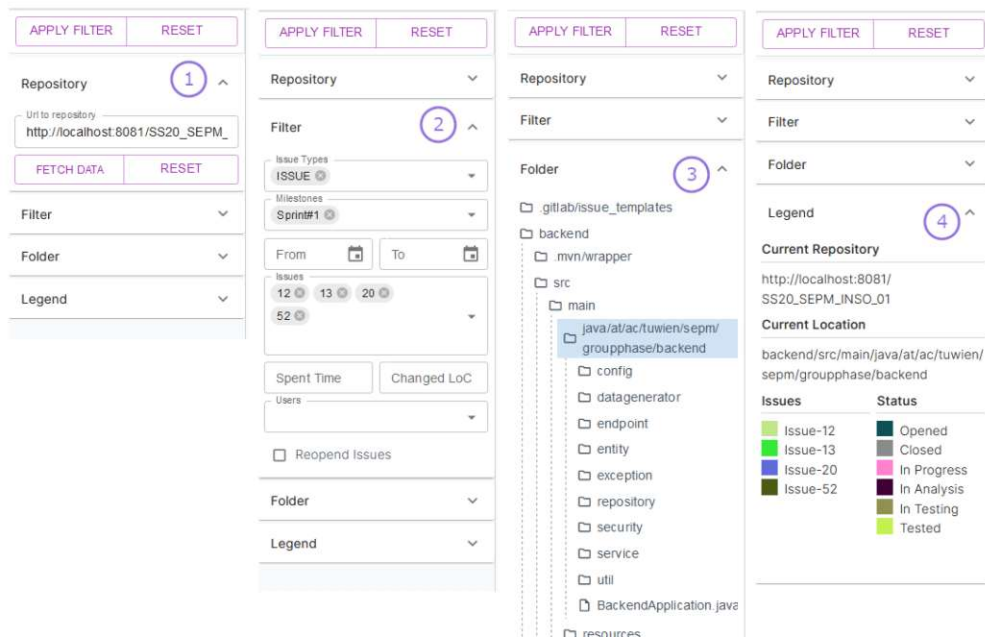 APPLY FILTER RESET
Repository 1
Url to repository
http://localhost:8081/SS20_SEPM_
FETCH DATA RESET
Filter
Folder
Legend
APPLY FILTER RESET
Repository
Filter 2
Issue Types
ISSUE
Milestones
Sprint#1
From To
Issues
12 13 20
52
Spent Time Changed LoC
Users
Reopend Issues
Folder
Legend
APPLY FILTER RESET
Repository
Filter
Folder 3
.gitlab/issue_templates
backend
.mvn/wrapper
src
main
java/at/ac/tuwien/sepm/
groupphase/backend
config
datagenerator
endpoint
entity
exception
repository
security
service
util
BackendApplication.java
resources
APPLY FILTER RESET
Repository
Filter
Folder
Legend 4
Current Repository
http://localhost:8081/
SS20_SEPM_INSO_01
Current Location
backend/src/main/java/at/ac/tuwien/
sepm/groupphase/backend
Issues Status
Issue-12 Opened
Issue-13 Closed
Issue-20 In Progress
Issue-52 In Analysis
In Testing
Tested